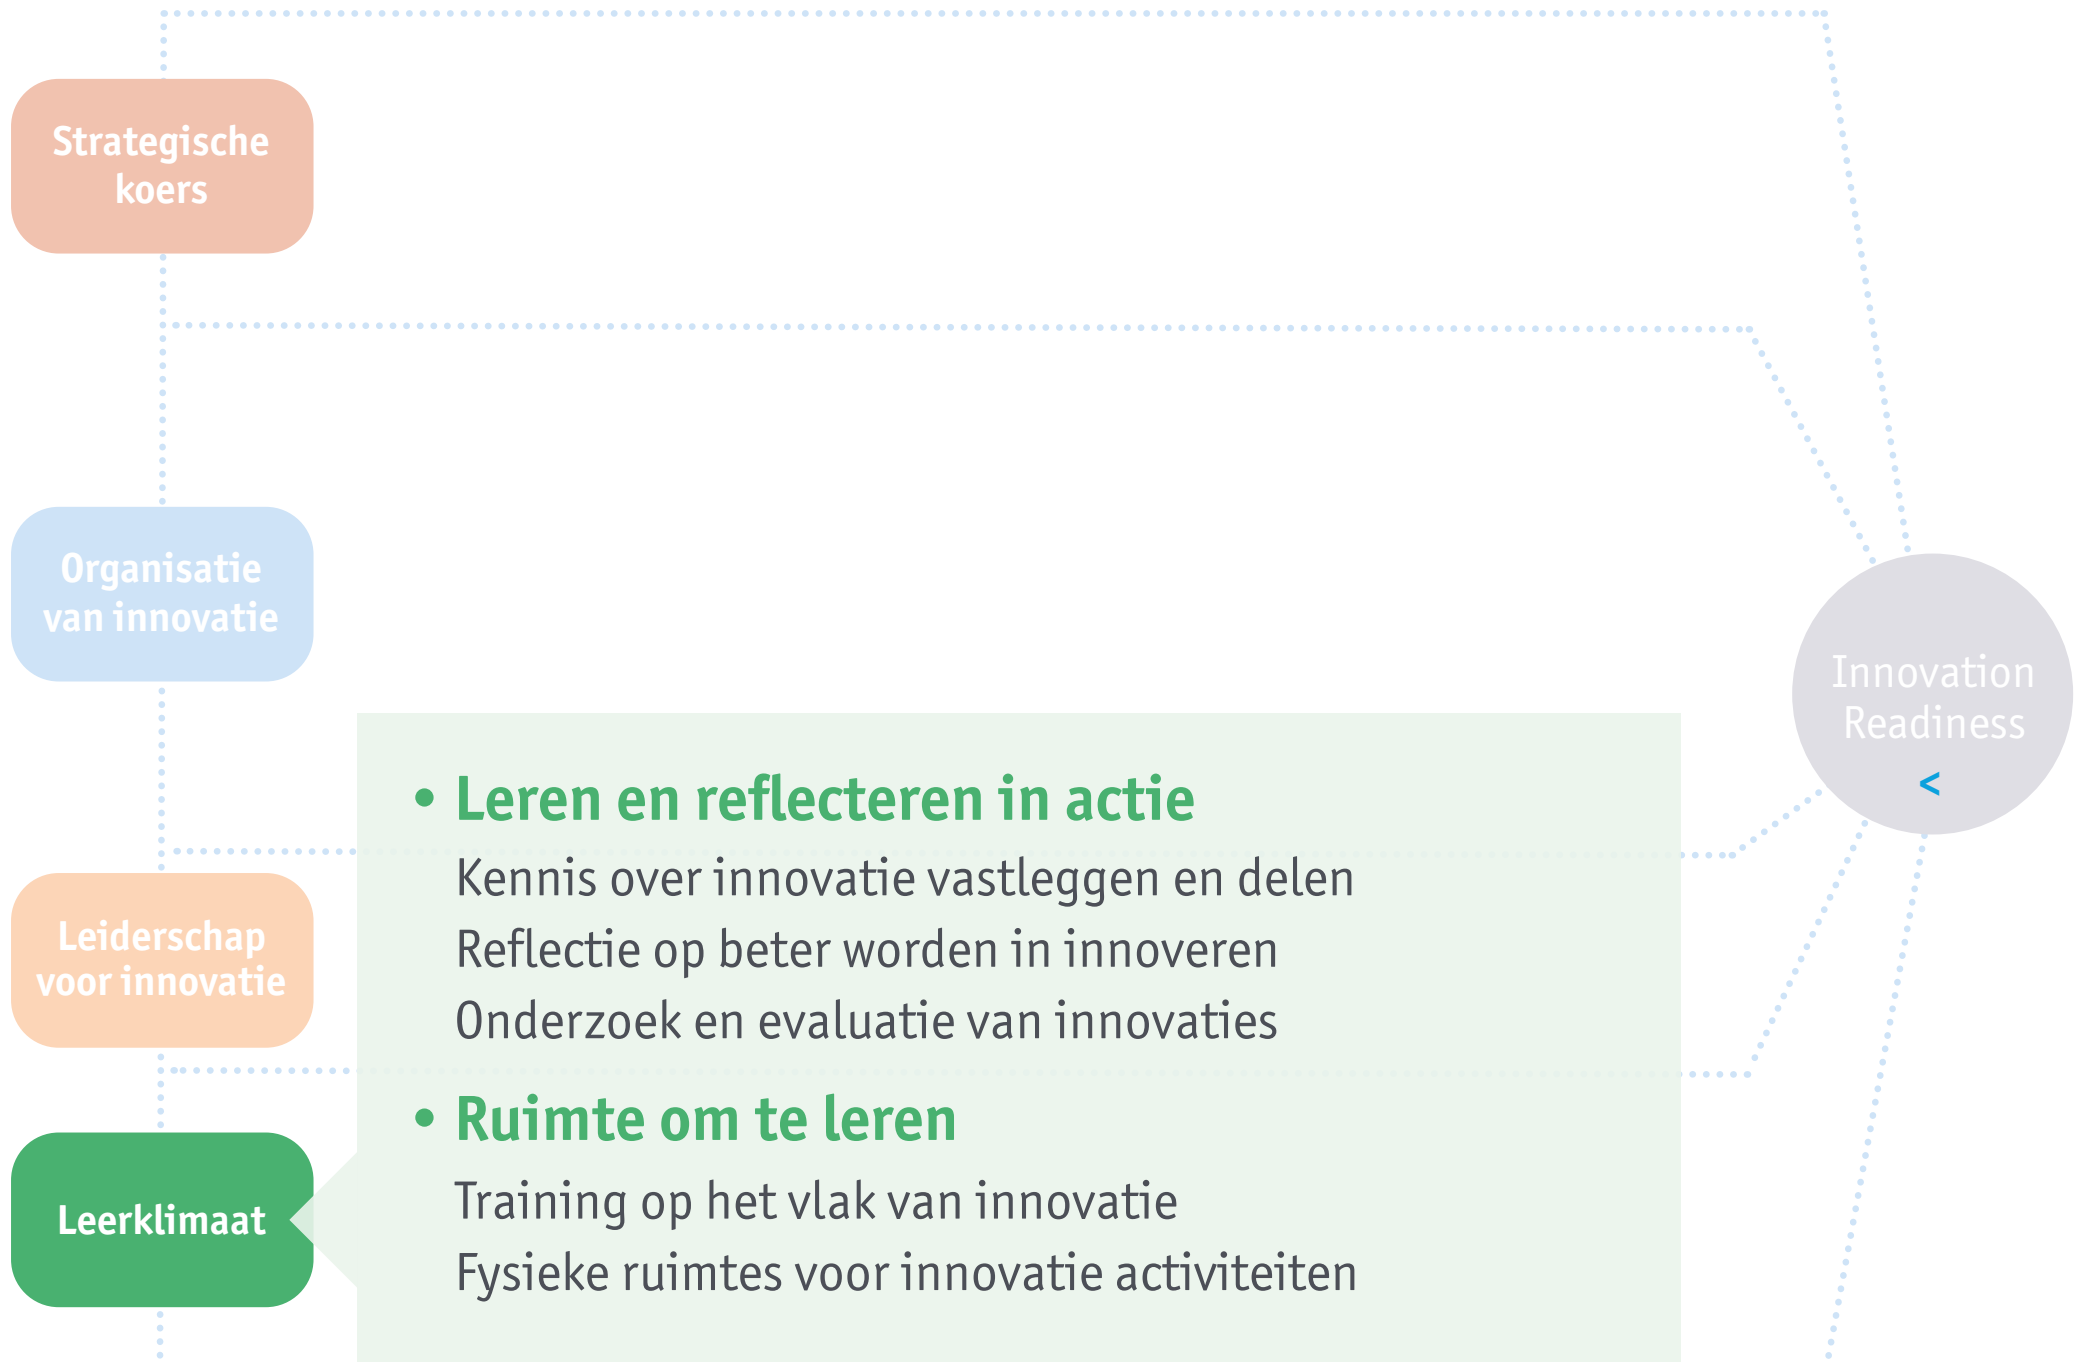 Strategische
koers
Organisatie
van innovatie
Leiderschap
voor innovatie
Leerklimaat
• Leren en reflecteren in actie
Kennis over innovatie vastleggen en delen
Reflectie op beter worden in innoveren
Onderzoek en evaluatie van innovaties
• Ruimte om te leren
Training op het vlak van innovatie
Fysieke ruimtes voor innovatie activiteiten
Innovation
Readiness
<